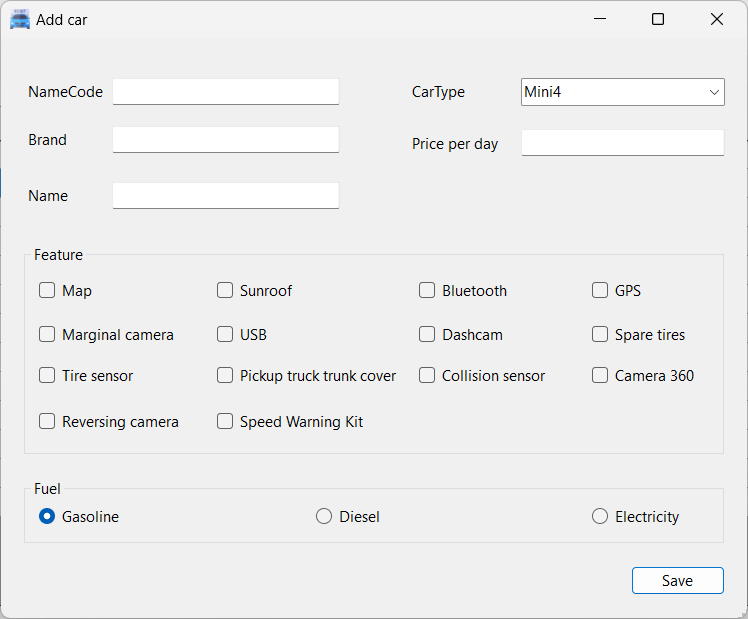 Add car
NameCode
CarType
Mini4
Brand
Price per day
Name
Feature
Map
Sunroof
Bluetooth
GPS
Marginal camera
USB
Dashcam
Spare tires
Tire sensor
Pickup truck trunk cover
Collision sensor
Camera 360
Reversing camera
Speed Warning Kit
Fuel
Gasoline
Diesel
Electricity
Save